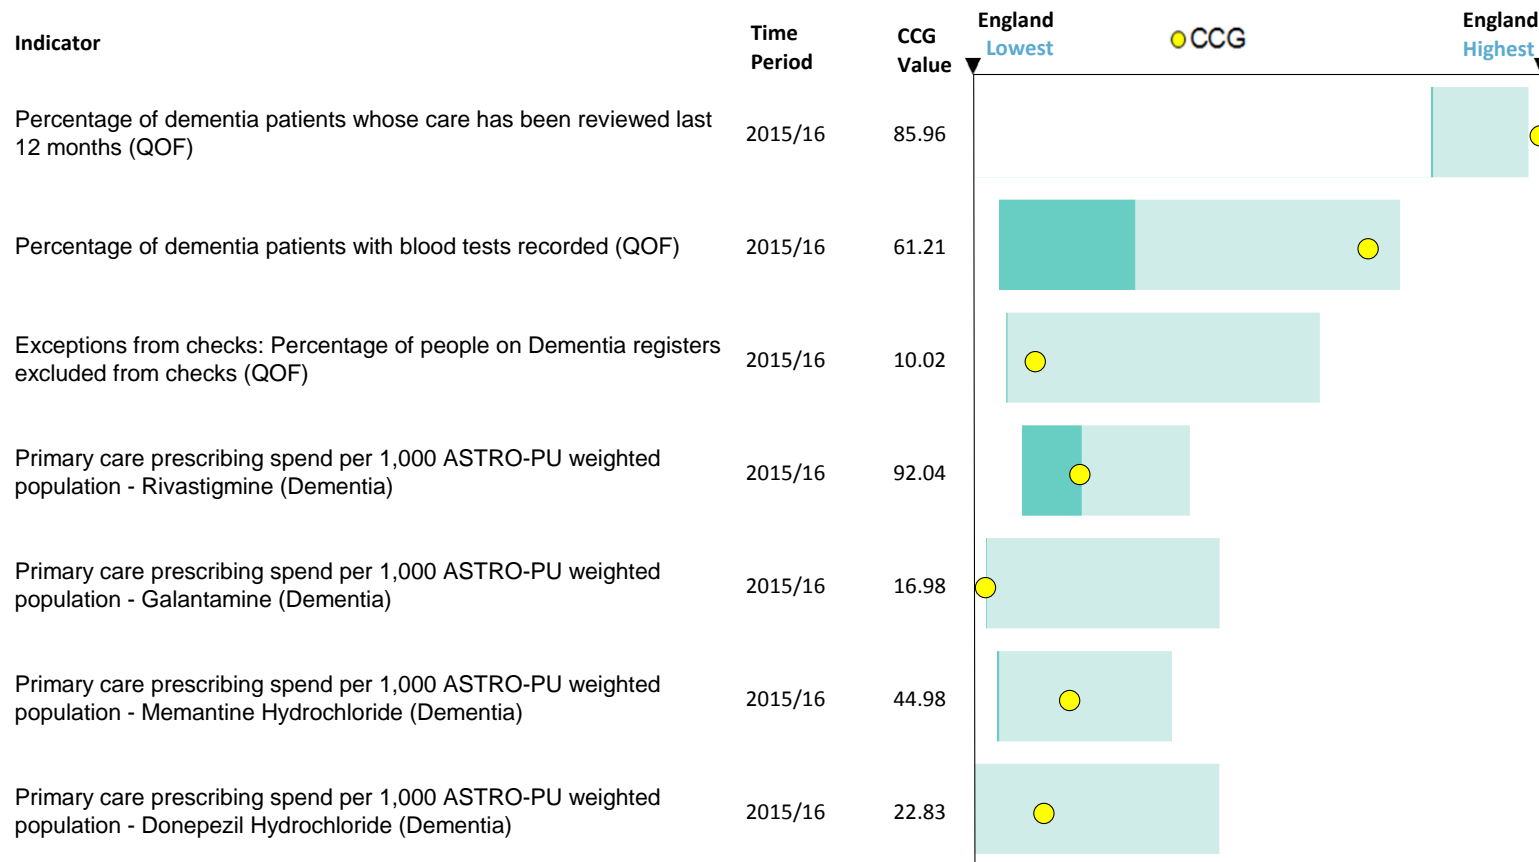 Indicator
Time
Period
CCG
Value
England
Lowest
CCG
England
Highest
Percentage of dementia patients whose care has been reviewed last
12 months (QOF)
2015/16
85.96
Percentage of dementia patients with blood tests recorded (QOF)
2015/16
61.21
Exceptions from checks: Percentage of people on Dementia registers
excluded from checks (QOF)
2015/16
10.02
Primary care prescribing spend per 1,000 ASTRO-PU weighted
population - Rivastigmine (Dementia)
2015/16
92.04
Primary care prescribing spend per 1,000 ASTRO-PU weighted
population - Galantamine (Dementia)
2015/16
16.98
Primary care prescribing spend per 1,000 ASTRO-PU weighted
population - Memantine Hydrochloride (Dementia)
2015/16
44.98
Primary care prescribing spend per 1,000 ASTRO-PU weighted
population - Donepezil Hydrochloride (Dementia)
2015/16
22.83